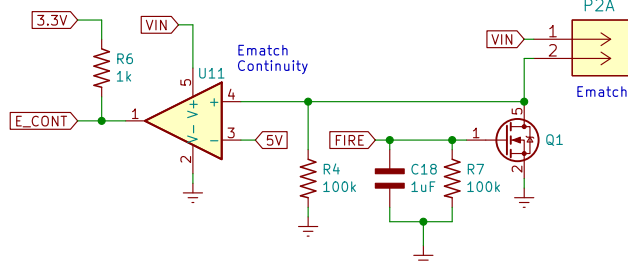 P2A
3.3V
VIN
VIN
1
2
R6
1k
Ematch
Continuity
U11
5
V+
+
4
Ematch
E_CONT
1
5
FIRE
1
Q1
V-
-
3
5V
2
2
R4
100k
C18
1uF
R7
100k